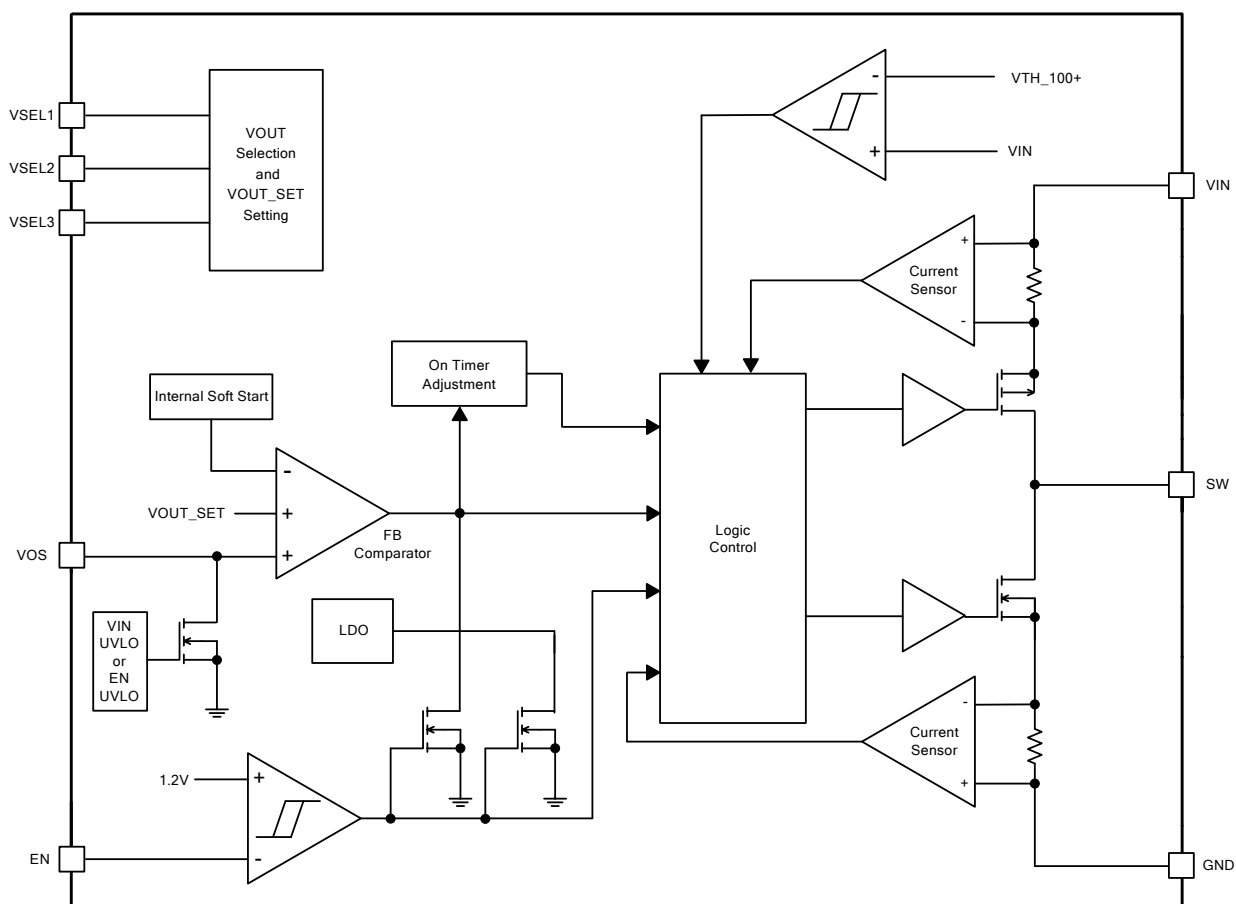 VSEL1
VSEL2
VSEL3
VOUT
Selection
and
VOUT_SET
Setting
-
VTH_100+
+
VIN
VIN
+
Current
Sensor
-
On Timer
Adjustment
Internal Soft Start
-
VOUT_SET
+
VOS
+
FB
Comparator
Logic
Control
SW
VIN
UVLO
or
EN
UVLO
LDO
-
Current
Sensor
+
1.2V
+
EN
-
GND